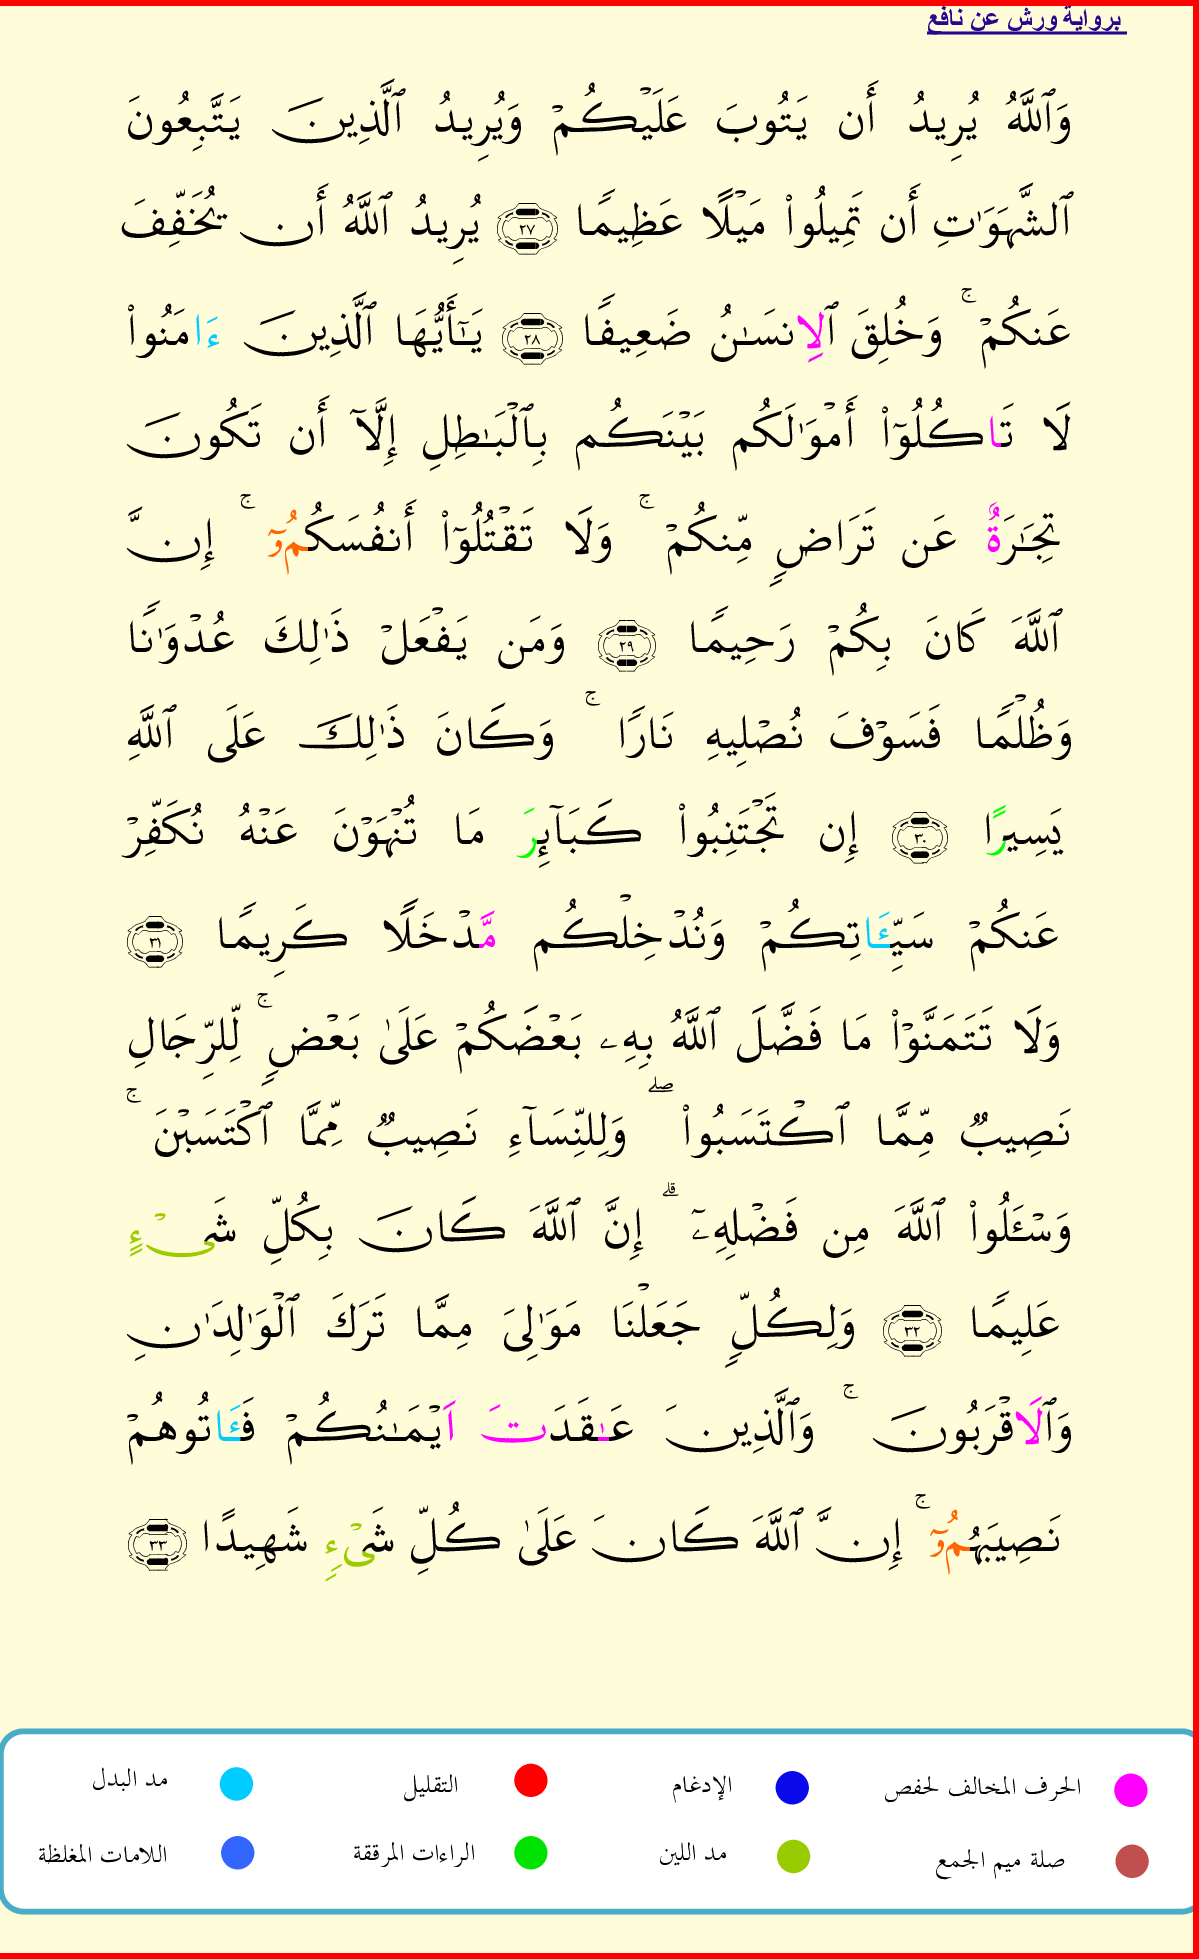 برواية ورش عن نافع
وَٱللَّهُ يُرِيدُ أَن يَتُوبَ عَلَيْكُمْ وَيُرِيدُ ٱلَّذِينَ يَتَّبِعُونَ
ٱلشَّهَوَٰتِ أَن تَمِيلُوا۟ مَيْلًا عَظِيمًا ٢٧ يُرِيدُ ٱللَّهُ أَن يُخَفِّفَ
عَنكُمْ ۚ وَخُلِقَ ٱلِانسَـٰنُ ضَعِيفًا ٢٨ يَـٰٓأَيُّهَا ٱلَّذِينَ ءَامَنُوا۟
لَا تَاكُلُوٓا۟ أَمْوَٰلَكُم بَيْنَكُم بِٱلْبَـٰطِلِ إِلَّآ أَن تَكُونَ
تِجَـٰرَةٌ عَن تَرَاضٍ مِّنكُمْ ۚ وَلَا تَقْتُلُوٓا۟ أَنفُسَكُمُۥٓ ۚ إِنَّ
ٱللَّهَ كَانَ بِكُمْ رَحِيمًا ٢٩ وَمَن يَفْعَلْ ذَٰلِكَ عُدْوَٰنًا
وَظُلْمًا فَسَوْفَ نُصْلِيهِ نَارًا ۚ وَكَانَ ذَٰلِكَ عَلَى ٱللَّهِ
يَسِيرًا ٣٠ إِن تَجْتَنِبُوا۟ كَبَآئِرَ مَا تُنْهَوْنَ عَنْهُ نُكَفِّرْ
عَنكُمْ سَيِّـَٔاتِكُمْ وَنُدْخِلْكُم مَّدْخَلًا كَرِيمًا ٣١
وَلَا تَتَمَنَّوْا۟ مَا فَضَّلَ ٱللَّهُ بِهِۦ بَعْضَكُمْ عَلَىٰ بَعْضٍ ۚ لِّلرِّجَالِ
نَصِيبٌ مِّمَّا ٱكْتَسَبُوا۟ ۖ وَلِلنِّسَآءِ نَصِيبٌ مِّمَّا ٱكْتَسَبْنَ ۚ
وَسْـَٔلُوا۟ ٱللَّهَ مِن فَضْلِهِۦٓ ۗ إِنَّ ٱللَّهَ كَانَ بِكُلِّ شَىْءٍ
عَلِيمًا ٣٢ وَلِكُلٍّ جَعَلْنَا مَوَٰلِىَ مِمَّا تَرَكَ ٱلْوَٰلِدَٰنِ
وَٱلَاقْرَبُونَ ۚ وَٱلَّذِينَ عَـٰقَدَتَ اَيْمَـٰنُكُمْ فَـَٔاتُوهُمْ
نَصِيبَهُمُۥٓ ۚ إِنَّ ٱللَّهَ كَانَ عَلَىٰ كُلِّ شَىْءٍ شَهِيدًا ٣٣
الحرف المخالف لحفص الإدغام التقليل مد البدل
صلة ميم الجمع مد اللين الراءات المرققة اللامات المغلظة